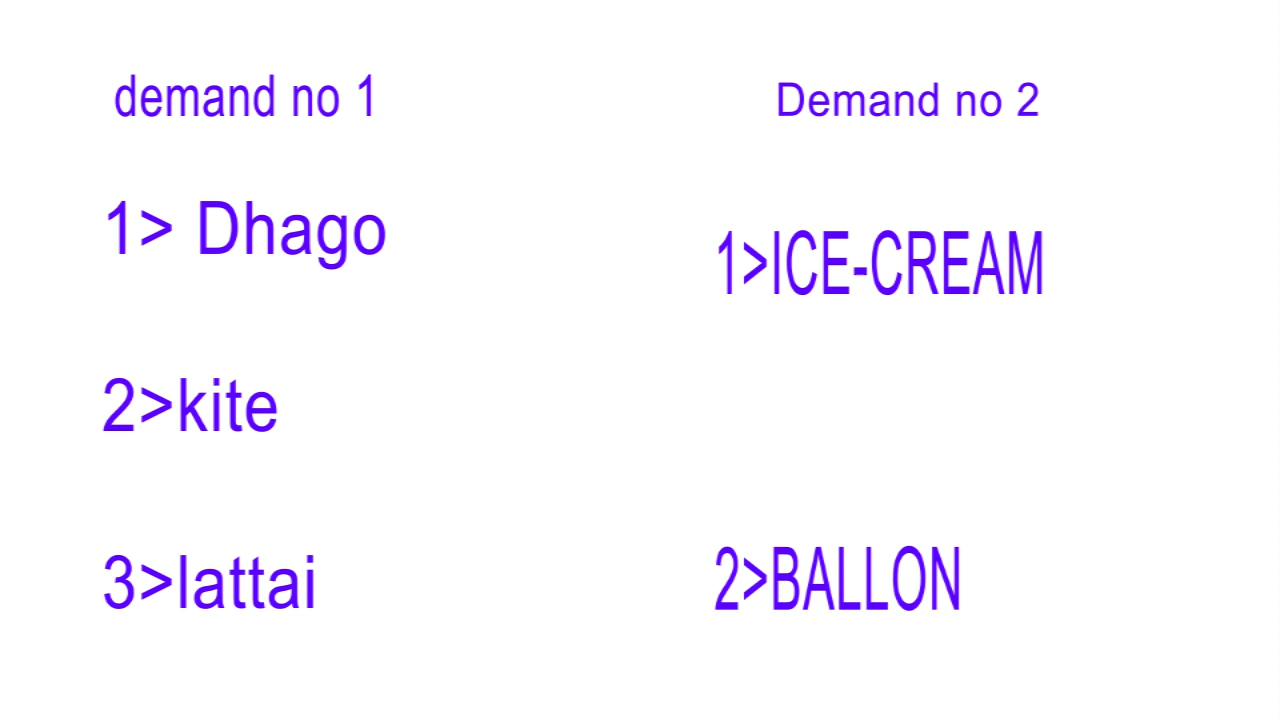 demand no 1
1> Dhago
2>kite
3>lattai
Demand no 2
1>ICE-CREAM
2>BALLON